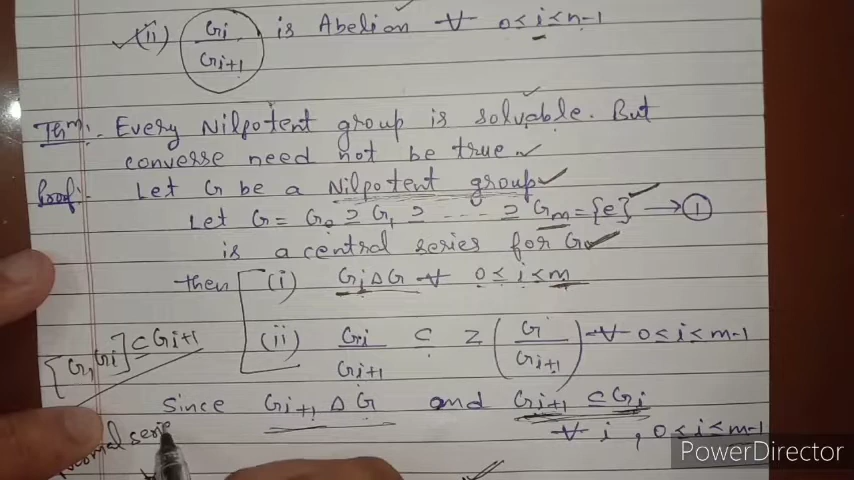 (ii) Gi/Gi+1 is Abelian ∀ 0≤i≤n-1
Thm:- Every Nilpotent group is solvable. But
converse need not be true
Proof:- Let G be a Nilpotent group
Let G = G₀ ⊇ G₁ ⊇ ----- ⊇ Gm = {e} → ①
is a central series for G
then (i) Gi Δ G ∀ 0≤i≤m
(ii) Gi/Gi+1 ⊆ Z(G/Gi+1) ∀ 0≤i≤m-1
[G,Gi] ⊆ Gi+1
Since Gi+1 Δ G and Gi+1 ⊆ Gi
∀ i, 0≤i≤m-1
PowerDirector